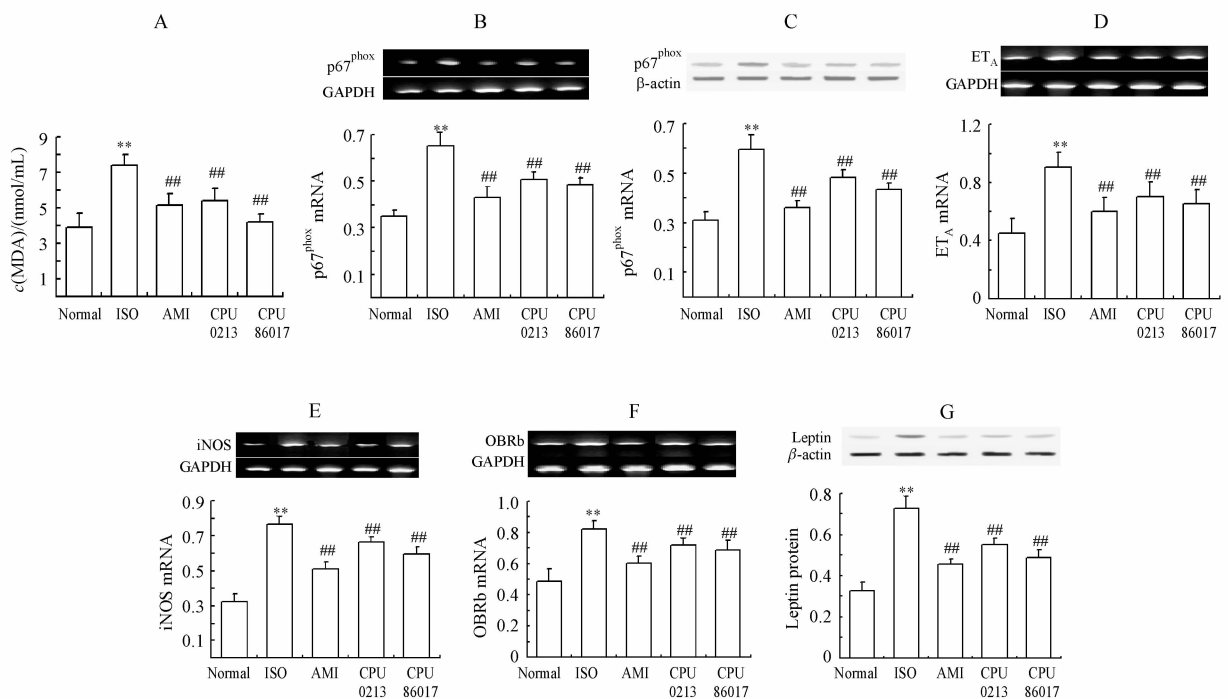 A
B
C
D
p67phox
GAPDH
p67phox
β-actin
ETA
GAPDH
c(MDA)/(nmol/mL)
9
7
5
3
1
**
##
##
##
Normal ISO AMI CPU CPU
0213 86017
p67phox mRNA
0.7
0.5
0.3
0.1
**
##
##
##
Normal ISO AMI CPU CPU
0213 86017
p67phox mRNA
0.7
0.5
0.3
0.1
**
##
##
##
Normal ISO AMI CPU CPU
0213 86017
ETA mRNA
1.2
0.8
0.4
0
**
##
##
##
Normal ISO AMI CPU CPU
0213 86017
E
F
G
iNOS
GAPDH
OBRb
GAPDH
Leptin
β-actin
iNOS mRNA
0.9
0.7
0.5
0.3
0.1
**
##
##
##
Normal ISO AMI CPU CPU
0213 86017
OBRb mRNA
1.0
0.8
0.6
0.4
0.2
0
**
##
##
##
Normal ISO AMI CPU CPU
0213 86017
Leptin protein
0.8
0.6
0.4
0.2
0
**
##
##
##
Normal ISO AMI CPU CPU
0213 86017